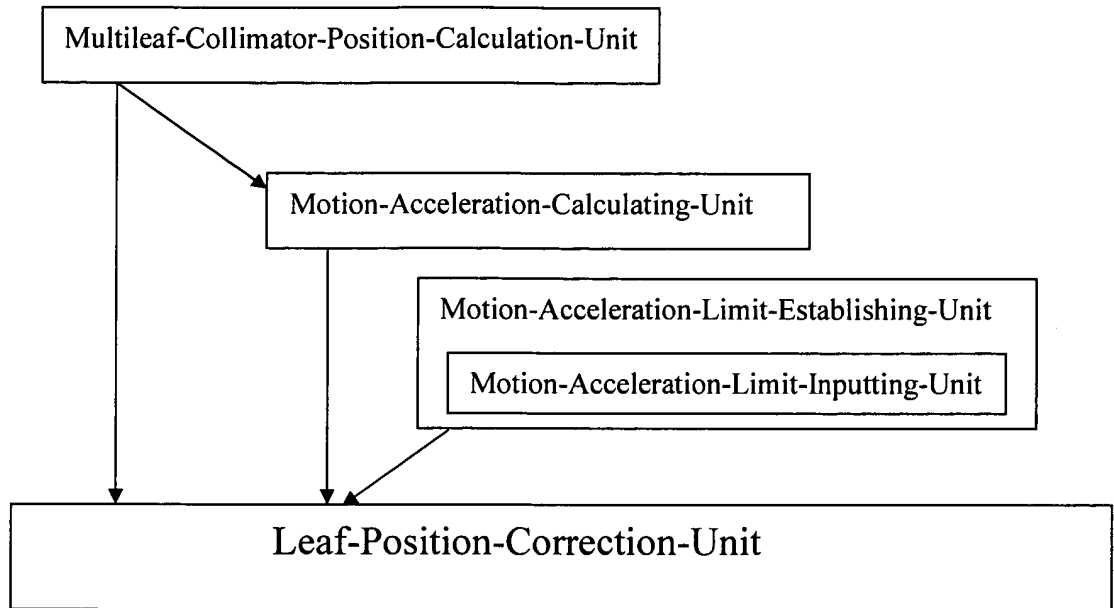 Multileaf-Collimator-Position-Calculation-Unit
Motion-Acceleration-Calculating-Unit
Motion-Acceleration-Limit-Establishing-Unit
Motion-Acceleration-Limit-Inputting-Unit
Leaf-Position-Correction-Unit